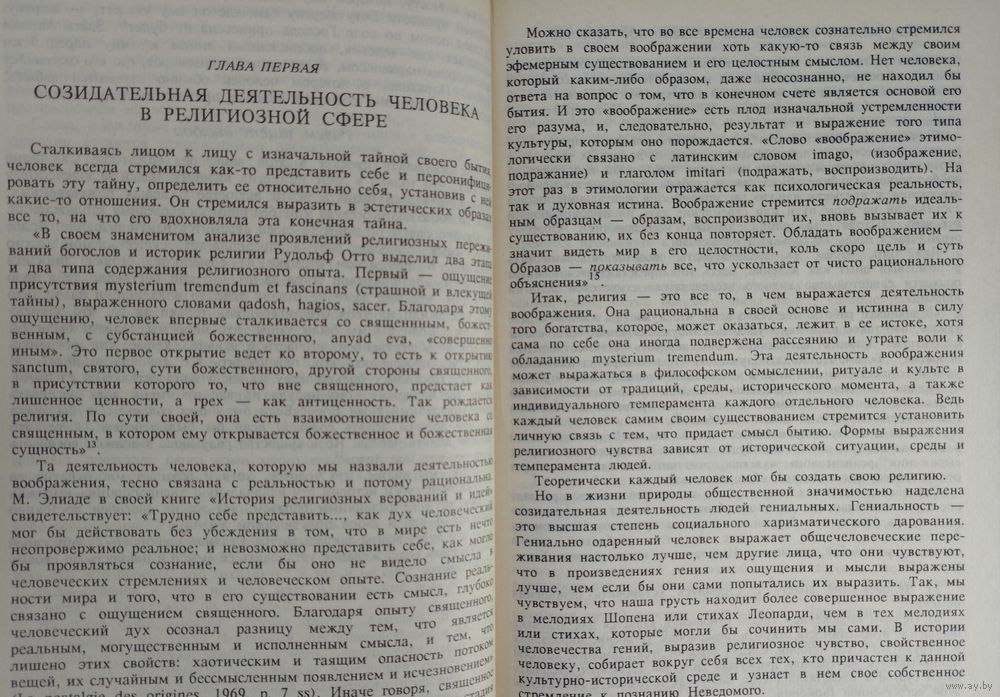 ГЛАВА ПЕРВАЯ
СОЗИДАТЕЛЬНАЯ ДЕЯТЕЛЬНОСТЬ ЧЕЛОВЕКА
В РЕЛИГИОЗНОЙ СФЕРЕ
Сталкиваясь лицом к лицу с изначальной тайной своего бытия,
человек всегда стремился как-то представить себе и персонифици-
ровать эту тайну, определить ее относительно себя, установив с ней
какие-то отношения. Он стремился выразить в эстетических образах
все то, на что его вдохновляла эта конечная тайна.
«В своем знаменитом анализе проявлений религиозных пережи-
ваний богослов и историк религии Рудольф Отто выделил два этапа
и два типа содержания религиозного опыта. Первый — ощущение
присутствия mysterium tremendum et fascinans (страшной и влекущей
тайны), выраженного словами qadosh, hagios, sacer. Благодаря этому
ощущению, человек впервые сталкивается со священнным, божест-
венным, с субстанцией божественного, anyad eva, «совершенно
иным». Это первое открытие ведет ко второму, то есть к открытию
sanctum, святого, сути божественного, другой стороны священного,
в присутствии которого то, что вне священного, предстает как
лишенное ценности, а грех — как антиценность. Так рождается
религия. По сути своей, она есть взаимоотношение человека со
священным, в котором ему открывается божественное и божественная
сущность»13.
Та деятельность человека, которую мы назвали деятельностью
воображения, тесно связана с реальностью и потому рациональна.
М. Элиаде в своей книге «История религиозных верований и идей»
свидетельствует: «Трудно себе представить..., как дух человеческий
мог бы действовать без убеждения в том, что в мире есть нечто
неопровержимо реальное; и невозможно представить себе, как могло
бы проявляться сознание, если бы оно не видело смысла в
человеческих стремлениях и человеческом опыте. Сознание реаль-
ности мира и того, что в его существовании есть смысл, глубоко
связано с ощущением священного. Благодаря опыту священного,
человеческий дух осознал разницу между тем, что является
реальным, могущественным и исполненным смысла, и тем, что
лишено этих свойств: хаотическим и таящим опасность потоком
вещей, их случайным и бессмысленным появлением и исчезновением»
(La nostalgia des origines, 1969, p. 7 ss). Иначе говоря, священное
стадия
Можно сказать, что во все времена человек сознательно стремился
уловить в своем воображении хоть какую-то связь между своим
эфемерным существованием и его целостным смыслом. Нет человека,
который каким-либо образом, даже неосознанно, не находил бы
ответа на вопрос о том, что в конечном счете является основой его
бытия. И это «воображение» есть плод изначальной устремленности
его разума, и, следовательно, результат и выражение того типа
культуры, которым оно порождается. «Слово «воображение» этимо-
логически связано с латинским словом imago, (изображение,
подражание) и глаголом imitari (подражать, воспроизводить). На
этот раз в этимологии отражается как психологическая реальность,
так и духовная истина. Воображение стремится подражать идеаль-
ным образцам — образам, воспроизводит их, вновь вызывает их к
существованию, их без конца повторяет. Обладать воображением —
значит видеть мир в его целостности, коль скоро цель и суть
Образов — показывать все, что ускользает от чисто рационального
объяснения»15.
Итак, религия — это все то, в чем выражается деятельность
воображения. Она рациональна в своей основе и истинна в силу
того богатства, которое, может оказаться, лежит в ее истоке, хотя
сама по себе она иногда подвержена рассеянию и утрате воли к
обладанию mysterium tremendum. Эта деятельность воображения
может выражаться в философском осмыслении, ритуале и культе в
зависимости от традиций, среды, исторического момента, а также
индивидуального темперамента каждого отдельного человека. Ведь
каждый человек самим своим существованием стремится установить
личную связь с тем, что придает смысл бытию. Формы выражения
религиозного чувства зависят от исторической ситуации, среды и
темперамента людей.
Теоретически каждый человек мог бы создать свою религию.
Но в жизни природы общественной значимостью наделена
созидательная деятельность людей гениальных. Гениальность —
это высшая степень социального харизматического дарования.
Гениально одаренный человек выражает общечеловеческие пере-
живания настолько лучше, чем другие лица, что они чувствуют,
что в произведениях гения их ощущения и мысли выражены
лучше, чем если бы они сами попытались их выразить. Так, мы
чувствуем, что наша грусть находит более совершенное выражение
в мелодиях Шопена или стихах Леопарди, чем в тех мелодиях
или стихах, которые могли бы сочинить мы сами. В истории
человечества гений, выразив религиозное чувство, свойственное
человеку, собирает вокруг себя всех тех, кто причастен к данной
культурно-исторической среде и узнает в нем свое собственное
стремление к познанию Неведомого.
www.ay.by